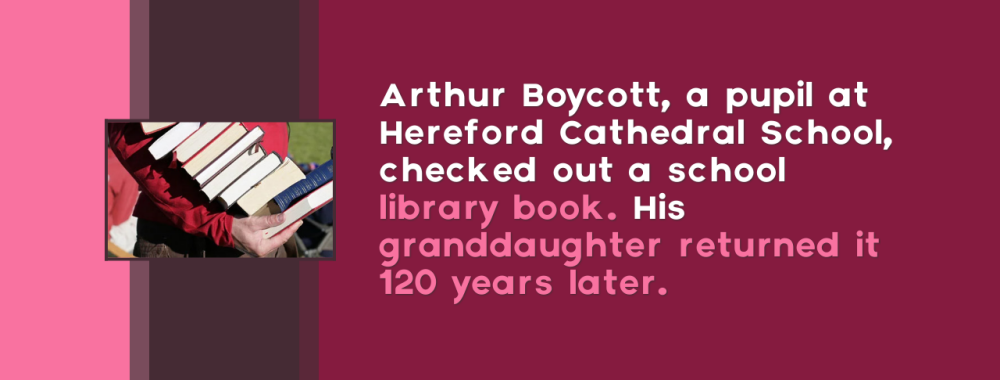 Arthur Boycott, a pupil at
Hereford Cathedral School,
checked out a school
library book. His
granddaughter returned it
120 years later.